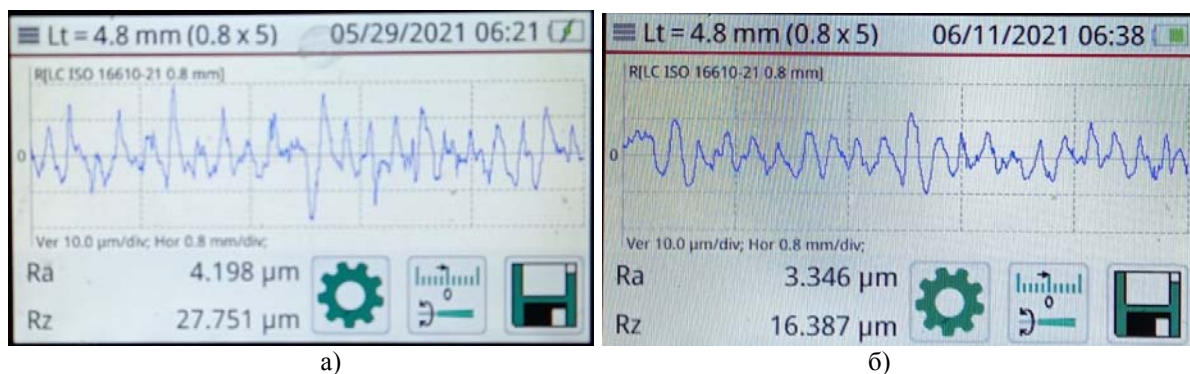 Lt = 4.8 mm (0.8 x 5) 05/29/2021 06:21
R[LC ISO 16610-21 0.8 mm]
0
Ver 10.0 µm/div; Hor 0.8 mm/div;
Ra 4.198 µm
Rz 27.751 µm
0
а)
Lt = 4.8 mm (0.8 x 5) 06/11/2021 06:38
R[LC ISO 16610-21 0.8 mm]
0
Ver 10.0 µm/div; Hor 0.8 mm/div;
Ra 3.346 µm
Rz 16.387 µm
0
б)